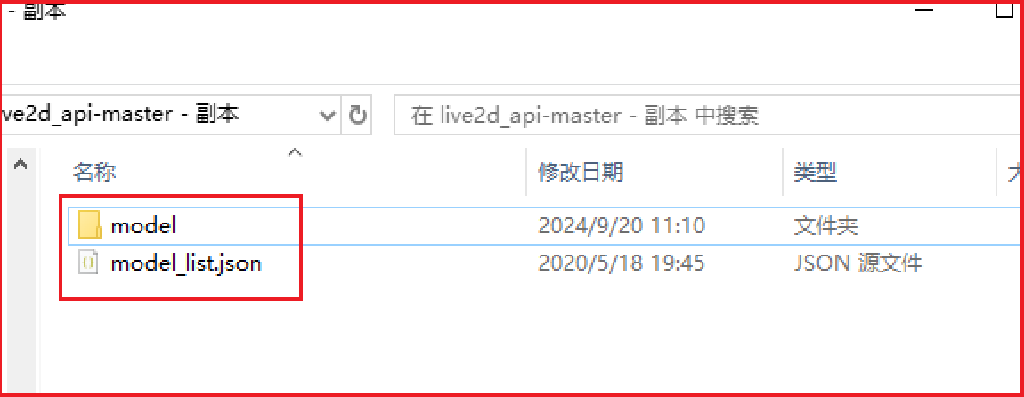 - 副本
ve2d_api-master - 副本
在 live2d_api-master - 副本 中搜索
名称 修改日期 类型
model 2024/9/20 11:10 文件夹
model_list.json 2020/5/18 19:45 JSON 源文件